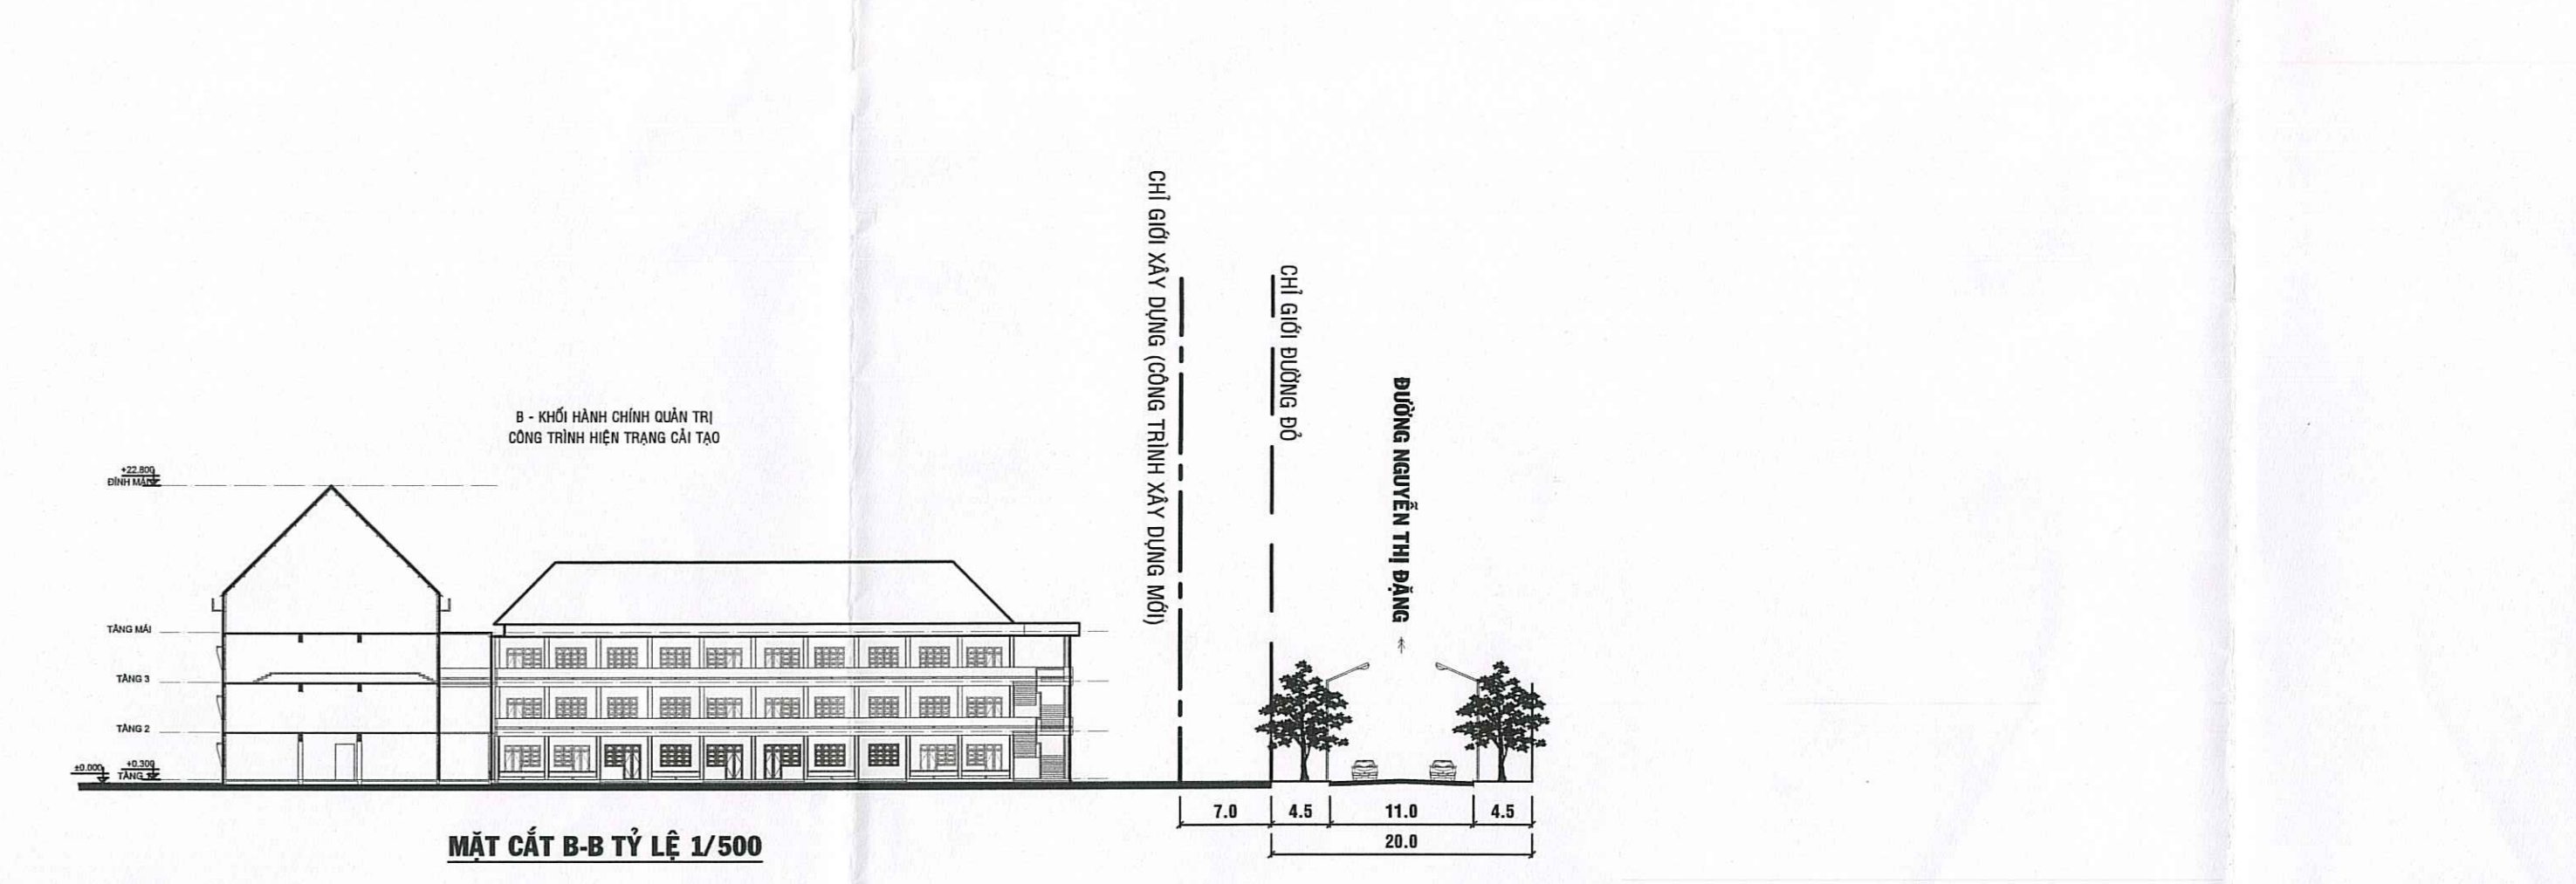 CHỈ GIỚI XÂY DỰNG (CÔNG TRÌNH XÂY DỰNG MỚI)
CHỈ GIỚI ĐƯỜNG ĐỎ
ĐƯỜNG NGUYỄN THỊ ĐẶNG
B - KHỐI HÀNH CHÍNH QUẢN TRỊ
CÔNG TRÌNH HIỆN TRẠNG CẢI TẠO
+22.800
ĐỈNH MÁI
TẦNG MÁI
TẦNG 3
TẦNG 2
±0.000
+0.300
TẦNG 1
7.0
4.5
11.0
4.5
20.0
MẶT CẮT B-B TỶ LỆ 1/500